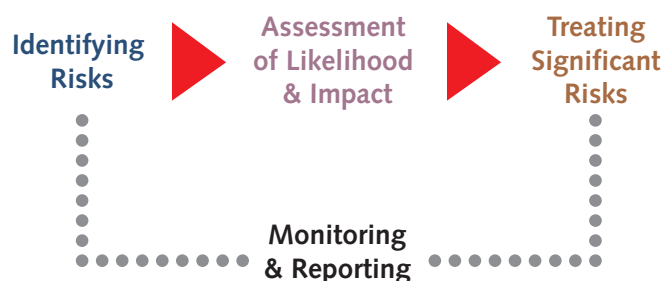 Identifying
Risks
Assessment
of Likelihood
& Impact
Treating
Significant
Risks
Monitoring
& Reporting